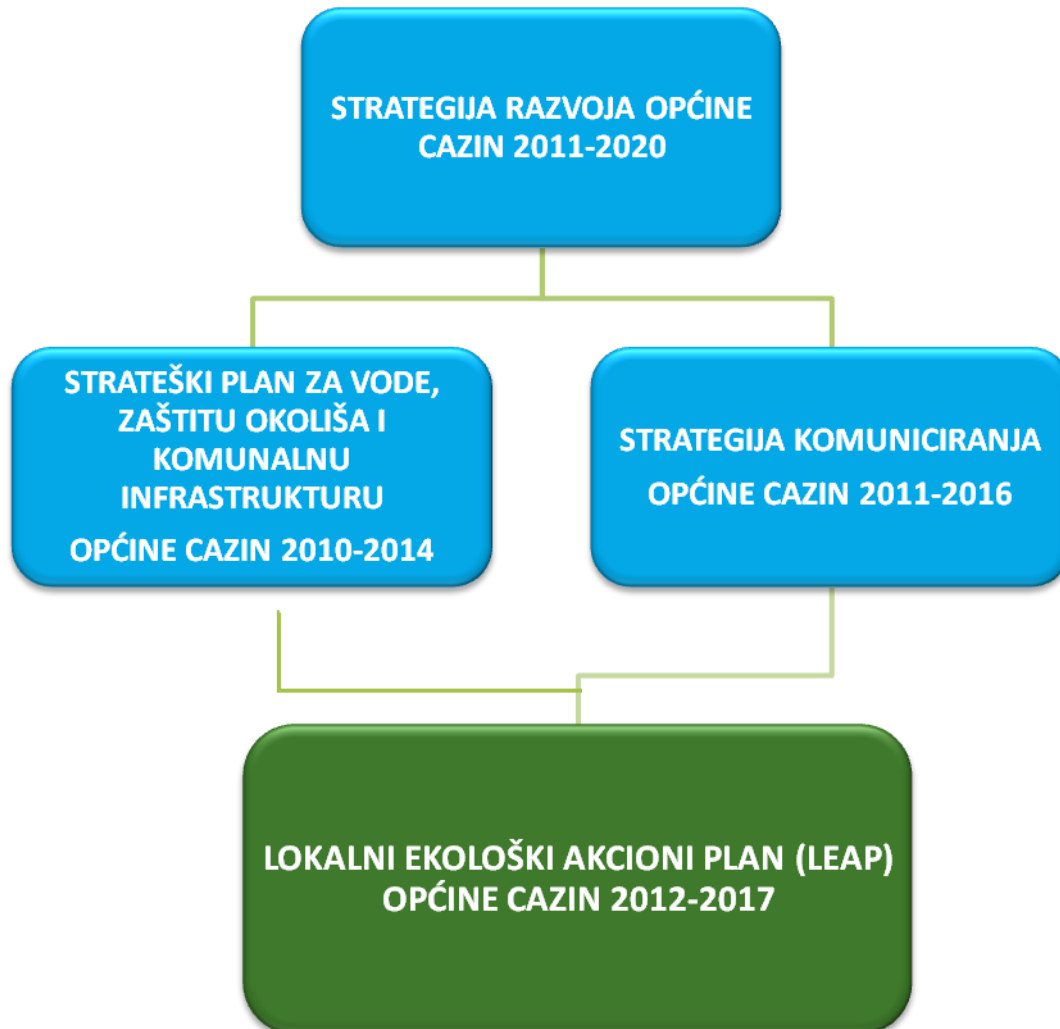 STRATEGIJA RAZVOJA OPĆINE
CAZIN 2011-2020
STRATEŠKI PLAN ZA VODE,
ZAŠTITU OKOLIŠA I
KOMUNALNU
INFRASTRUKTURU
OPĆINE CAZIN 2010-2014
STRATEGIJA KOMUNICIRANJA
OPĆINE CAZIN 2011-2016
LOKALNI EKOLOŠKI AKCIONI PLAN (LEAP)
OPĆINE CAZIN 2012-2017